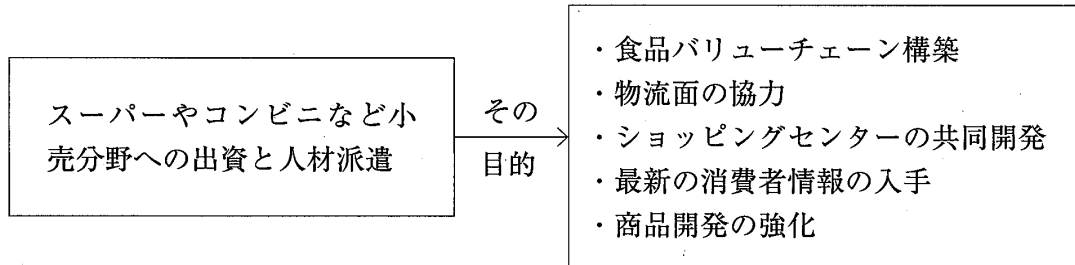 スーパーやコンビニなど小
売分野への出資と人材派遣
その
目的
・食品バリューチェーン構築
・物流面の協力
・ショッピングセンターの共同開発
・最新の消費者情報の入手
・商品開発の強化